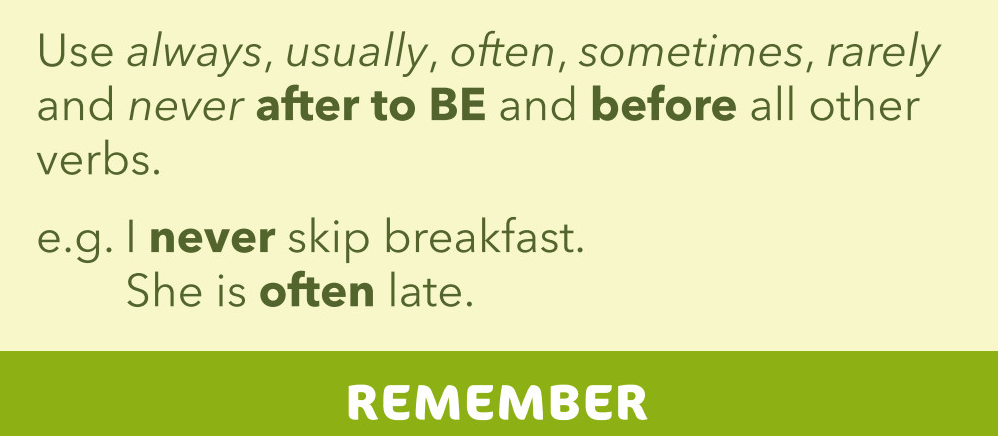 Use always, usually, often, sometimes, rarely
and never after to BE and before all other
verbs.
e.g. I never skip breakfast.
She is often late.
REMEMBER